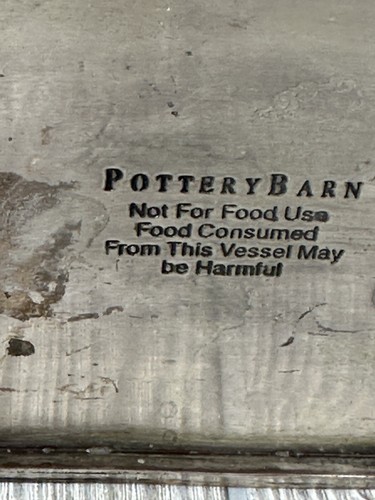 POTTERYBARN
Not For Food Use
Food Consumed
From This Vessel May
be Harmful